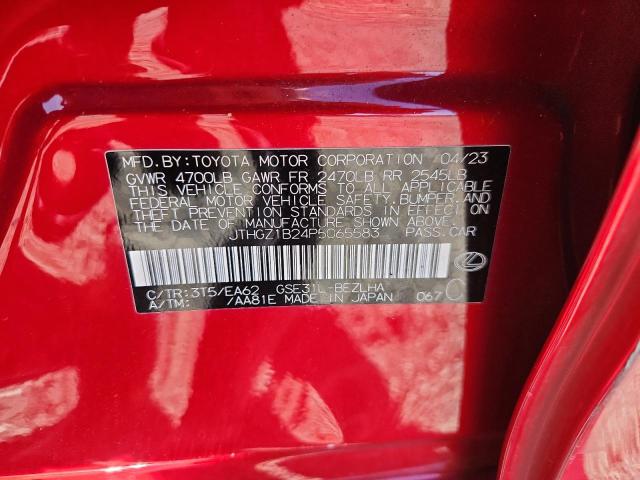 MFD.BY:TOYOTA MOTOR CORPORATION 04/23
GVWR 4700LB GAWR FR 2470LB RR 2545LB
THIS VEHICLE CONFORMS TO ALL APPLICABLE
FEDERAL MOTOR VEHICLE SAFETY, BUMPER, AND
THEFT PREVENTION STANDARDS IN EFFECT ON
THE DATE OF MANUFACTURE SHOWN ABOVE.
JTHGZ1B24P5065583 PASS.CAR
C/TR:3T5/EA62 GSE31L-BEZLHA
A/TM: /AA81E MADE IN JAPAN 067 C